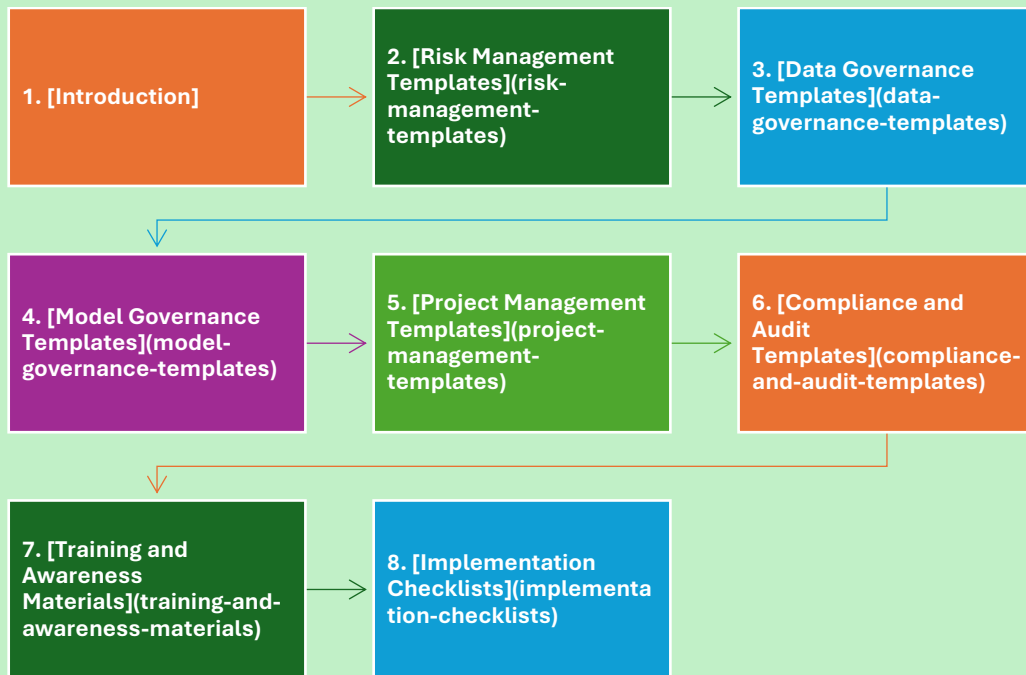 1. [Introduction]
2. [Risk Management
Templates](risk-
management-
templates)
3. [Data Governance
Templates](data-
governance-templates)
4. [Model Governance
Templates](model-
governance-templates)
5. [Project Management
Templates](project-
management-
templates)
6. [Compliance and
Audit
Templates](compliance-
and-audit-templates)
7. [Training and
Awareness
Materials](training-and-
awareness-materials)
8. [Implementation
Checklists](implementa
tion-checklists)